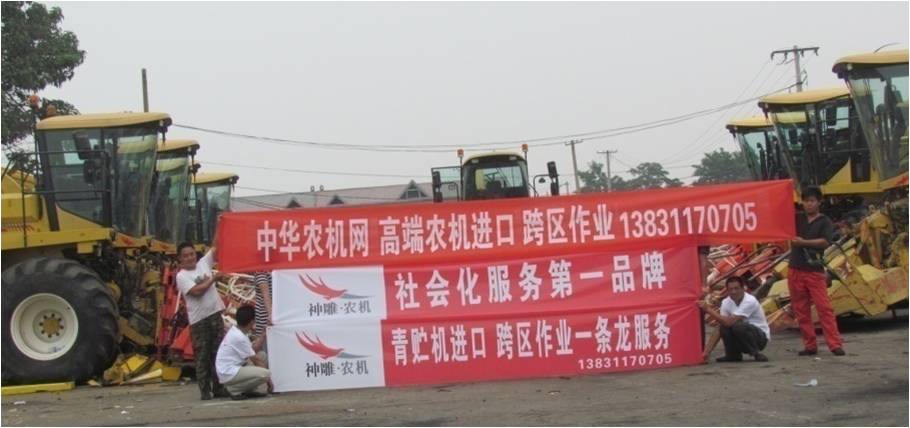 中华农机网 高端农机进口 跨区作业 13831170705
神雕·农机
社会化服务第一品牌
神雕·农机
青贮机进口 跨区作业一条龙服务
13831170705